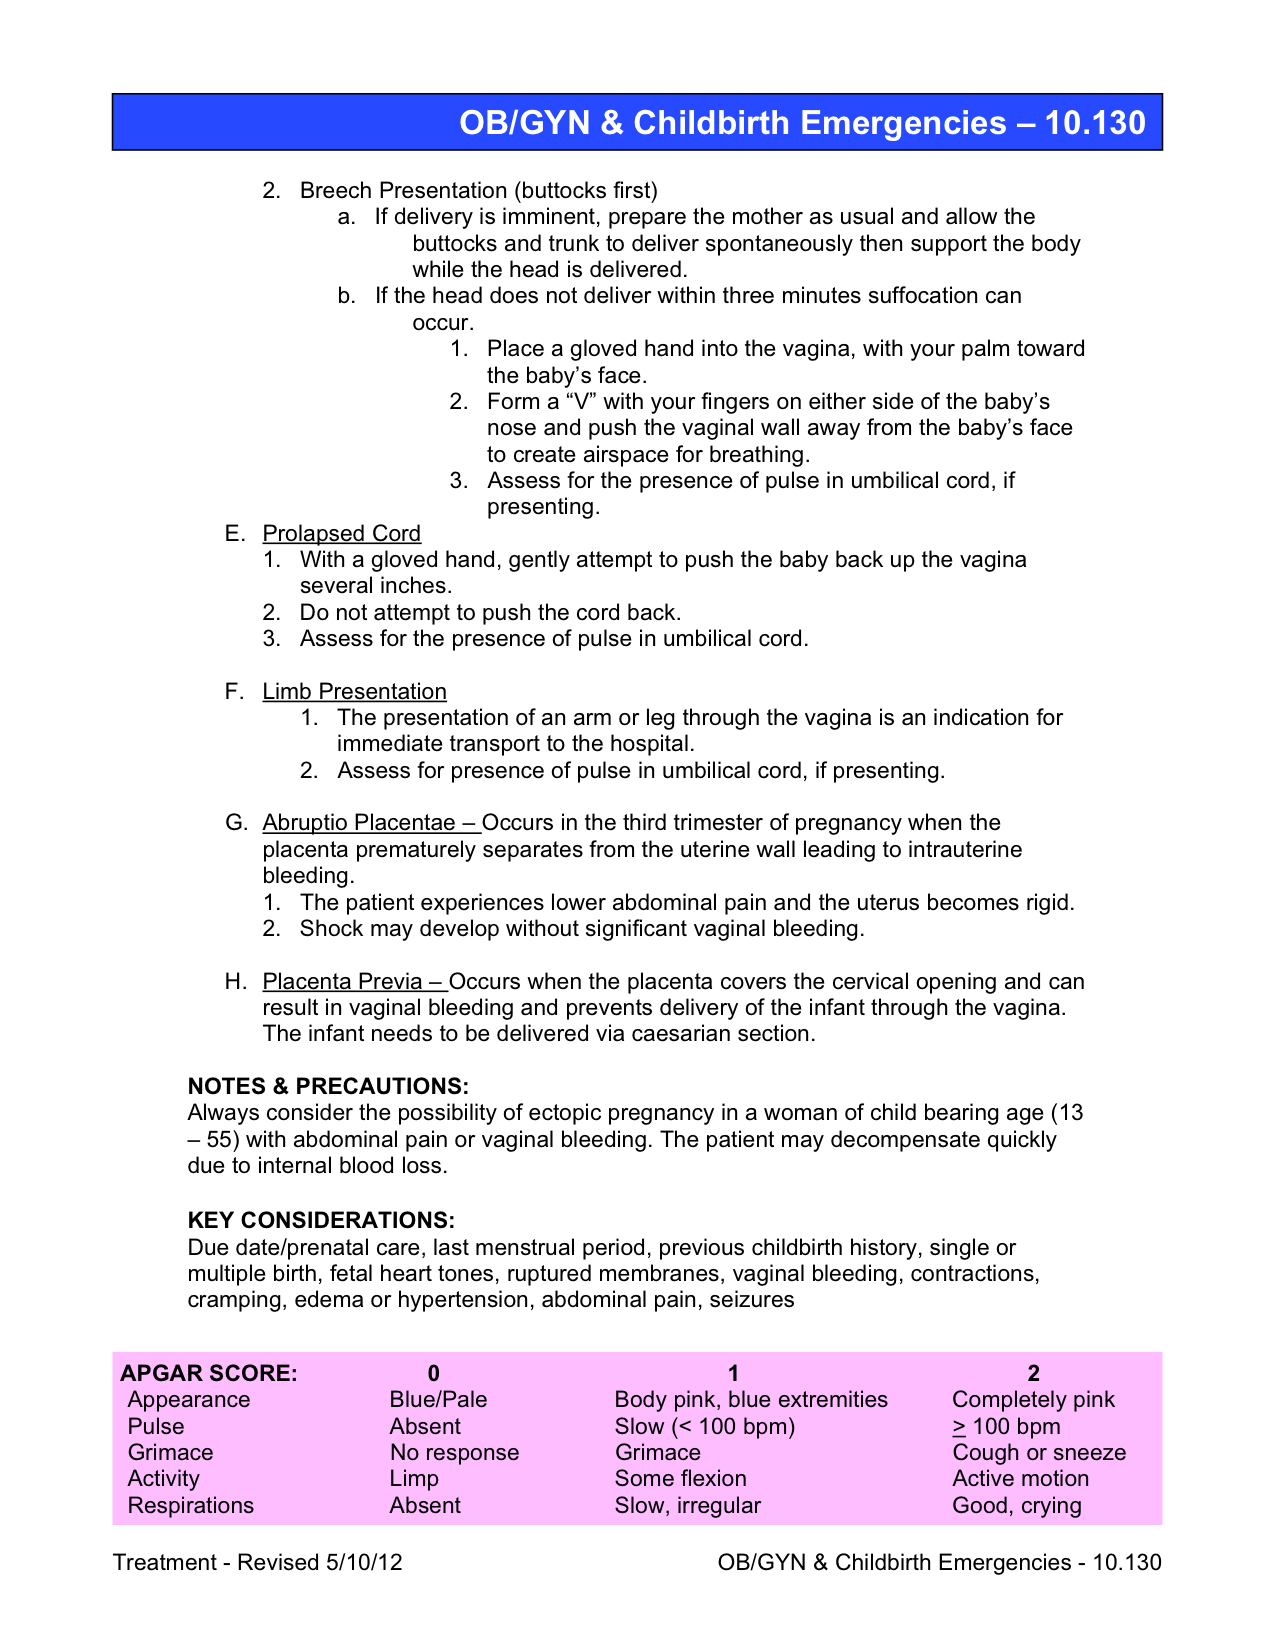 OB/GYN & Childbirth Emergencies – 10.130
2. Breech Presentation (buttocks first)
a. If delivery is imminent, prepare the mother as usual and allow the
buttocks and trunk to deliver spontaneously then support the body
while the head is delivered.
b. If the head does not deliver within three minutes suffocation can
occur.
1. Place a gloved hand into the vagina, with your palm toward
the baby’s face.
2. Form a “V” with your fingers on either side of the baby’s
nose and push the vaginal wall away from the baby’s face
to create airspace for breathing.
3. Assess for the presence of pulse in umbilical cord, if
presenting.
E. Prolapsed Cord
1. With a gloved hand, gently attempt to push the baby back up the vagina
several inches.
2. Do not attempt to push the cord back.
3. Assess for the presence of pulse in umbilical cord.
F. Limb Presentation
1. The presentation of an arm or leg through the vagina is an indication for
immediate transport to the hospital.
2. Assess for presence of pulse in umbilical cord, if presenting.
G. Abruptio Placentae – Occurs in the third trimester of pregnancy when the
placenta prematurely separates from the uterine wall leading to intrauterine
bleeding.
1. The patient experiences lower abdominal pain and the uterus becomes rigid.
2. Shock may develop without significant vaginal bleeding.
H. Placenta Previa – Occurs when the placenta covers the cervical opening and can
result in vaginal bleeding and prevents delivery of the infant through the vagina.
The infant needs to be delivered via caesarian section.
NOTES & PRECAUTIONS:
Always consider the possibility of ectopic pregnancy in a woman of child bearing age (13
– 55) with abdominal pain or vaginal bleeding. The patient may decompensate quickly
due to internal blood loss.
KEY CONSIDERATIONS:
Due date/prenatal care, last menstrual period, previous childbirth history, single or
multiple birth, fetal heart tones, ruptured membranes, vaginal bleeding, contractions,
cramping, edema or hypertension, abdominal pain, seizures
APGAR SCORE: 0 1 2
Appearance Blue/Pale Body pink, blue extremities Completely pink
Pulse Absent Slow (< 100 bpm) ≥ 100 bpm
Grimace No response Grimace Cough or sneeze
Activity Limp Some flexion Active motion
Respirations Absent Slow, irregular Good, crying
Treatment - Revised 5/10/12 OB/GYN & Childbirth Emergencies - 10.130